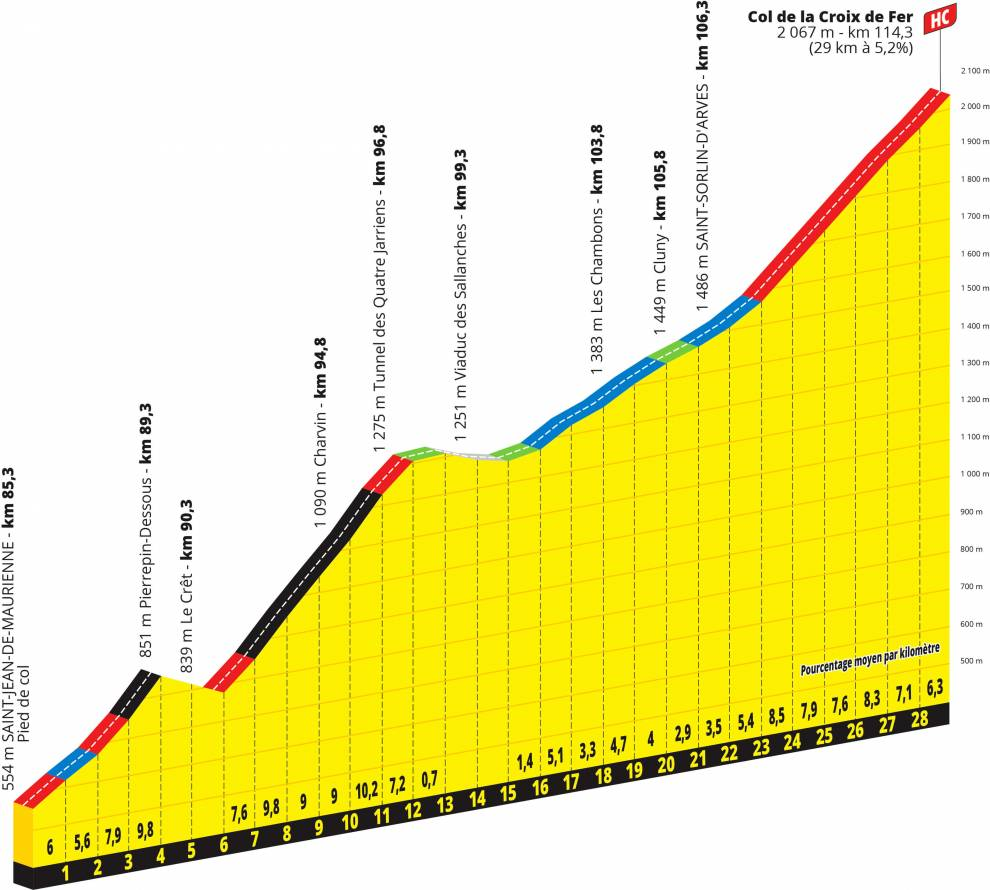 Col de la Croix de Fer
2 067 m - km 114,3
(29 km à 5,2%)
HC
554 m SAINT-JEAN-DE-MAURIENNE - km 85,3
Pied de col
851 m Pierrepin-Dessous - km 89,3
839 m Le Crêt - km 90,3
1 090 m Charvin - km 94,8
1 275 m Tunnel des Quatre Jarriens - km 96,8
1 251 m Viaduc des Sallanches - km 99,3
1 383 m Les Chambons - km 103,8
1 449 m Cluny - km 105,8
1 486 m SAINT-SORLIN-D'ARVES - km 106,3
2 100 m
2 000 m
1 900 m
1 800 m
1 700 m
1 600 m
1 500 m
1 400 m
1 300 m
1 200 m
1 100 m
1 000 m
900 m
800 m
700 m
600 m
500 m
Pourcentage moyen par kilomètre
6 5,6 7,9 9,8 7,6 9,8 9 9 10,2 7,2 0,7 1,4 5,1 3,3 4,7 4 2,9 3,5 5,4 8,5 7,9 7,6 8,3 7,1 6,3
1 2 3 4 5 6 7 8 9 10 11 12 13 14 15 16 17 18 19 20 21 22 23 24 25 26 27 28